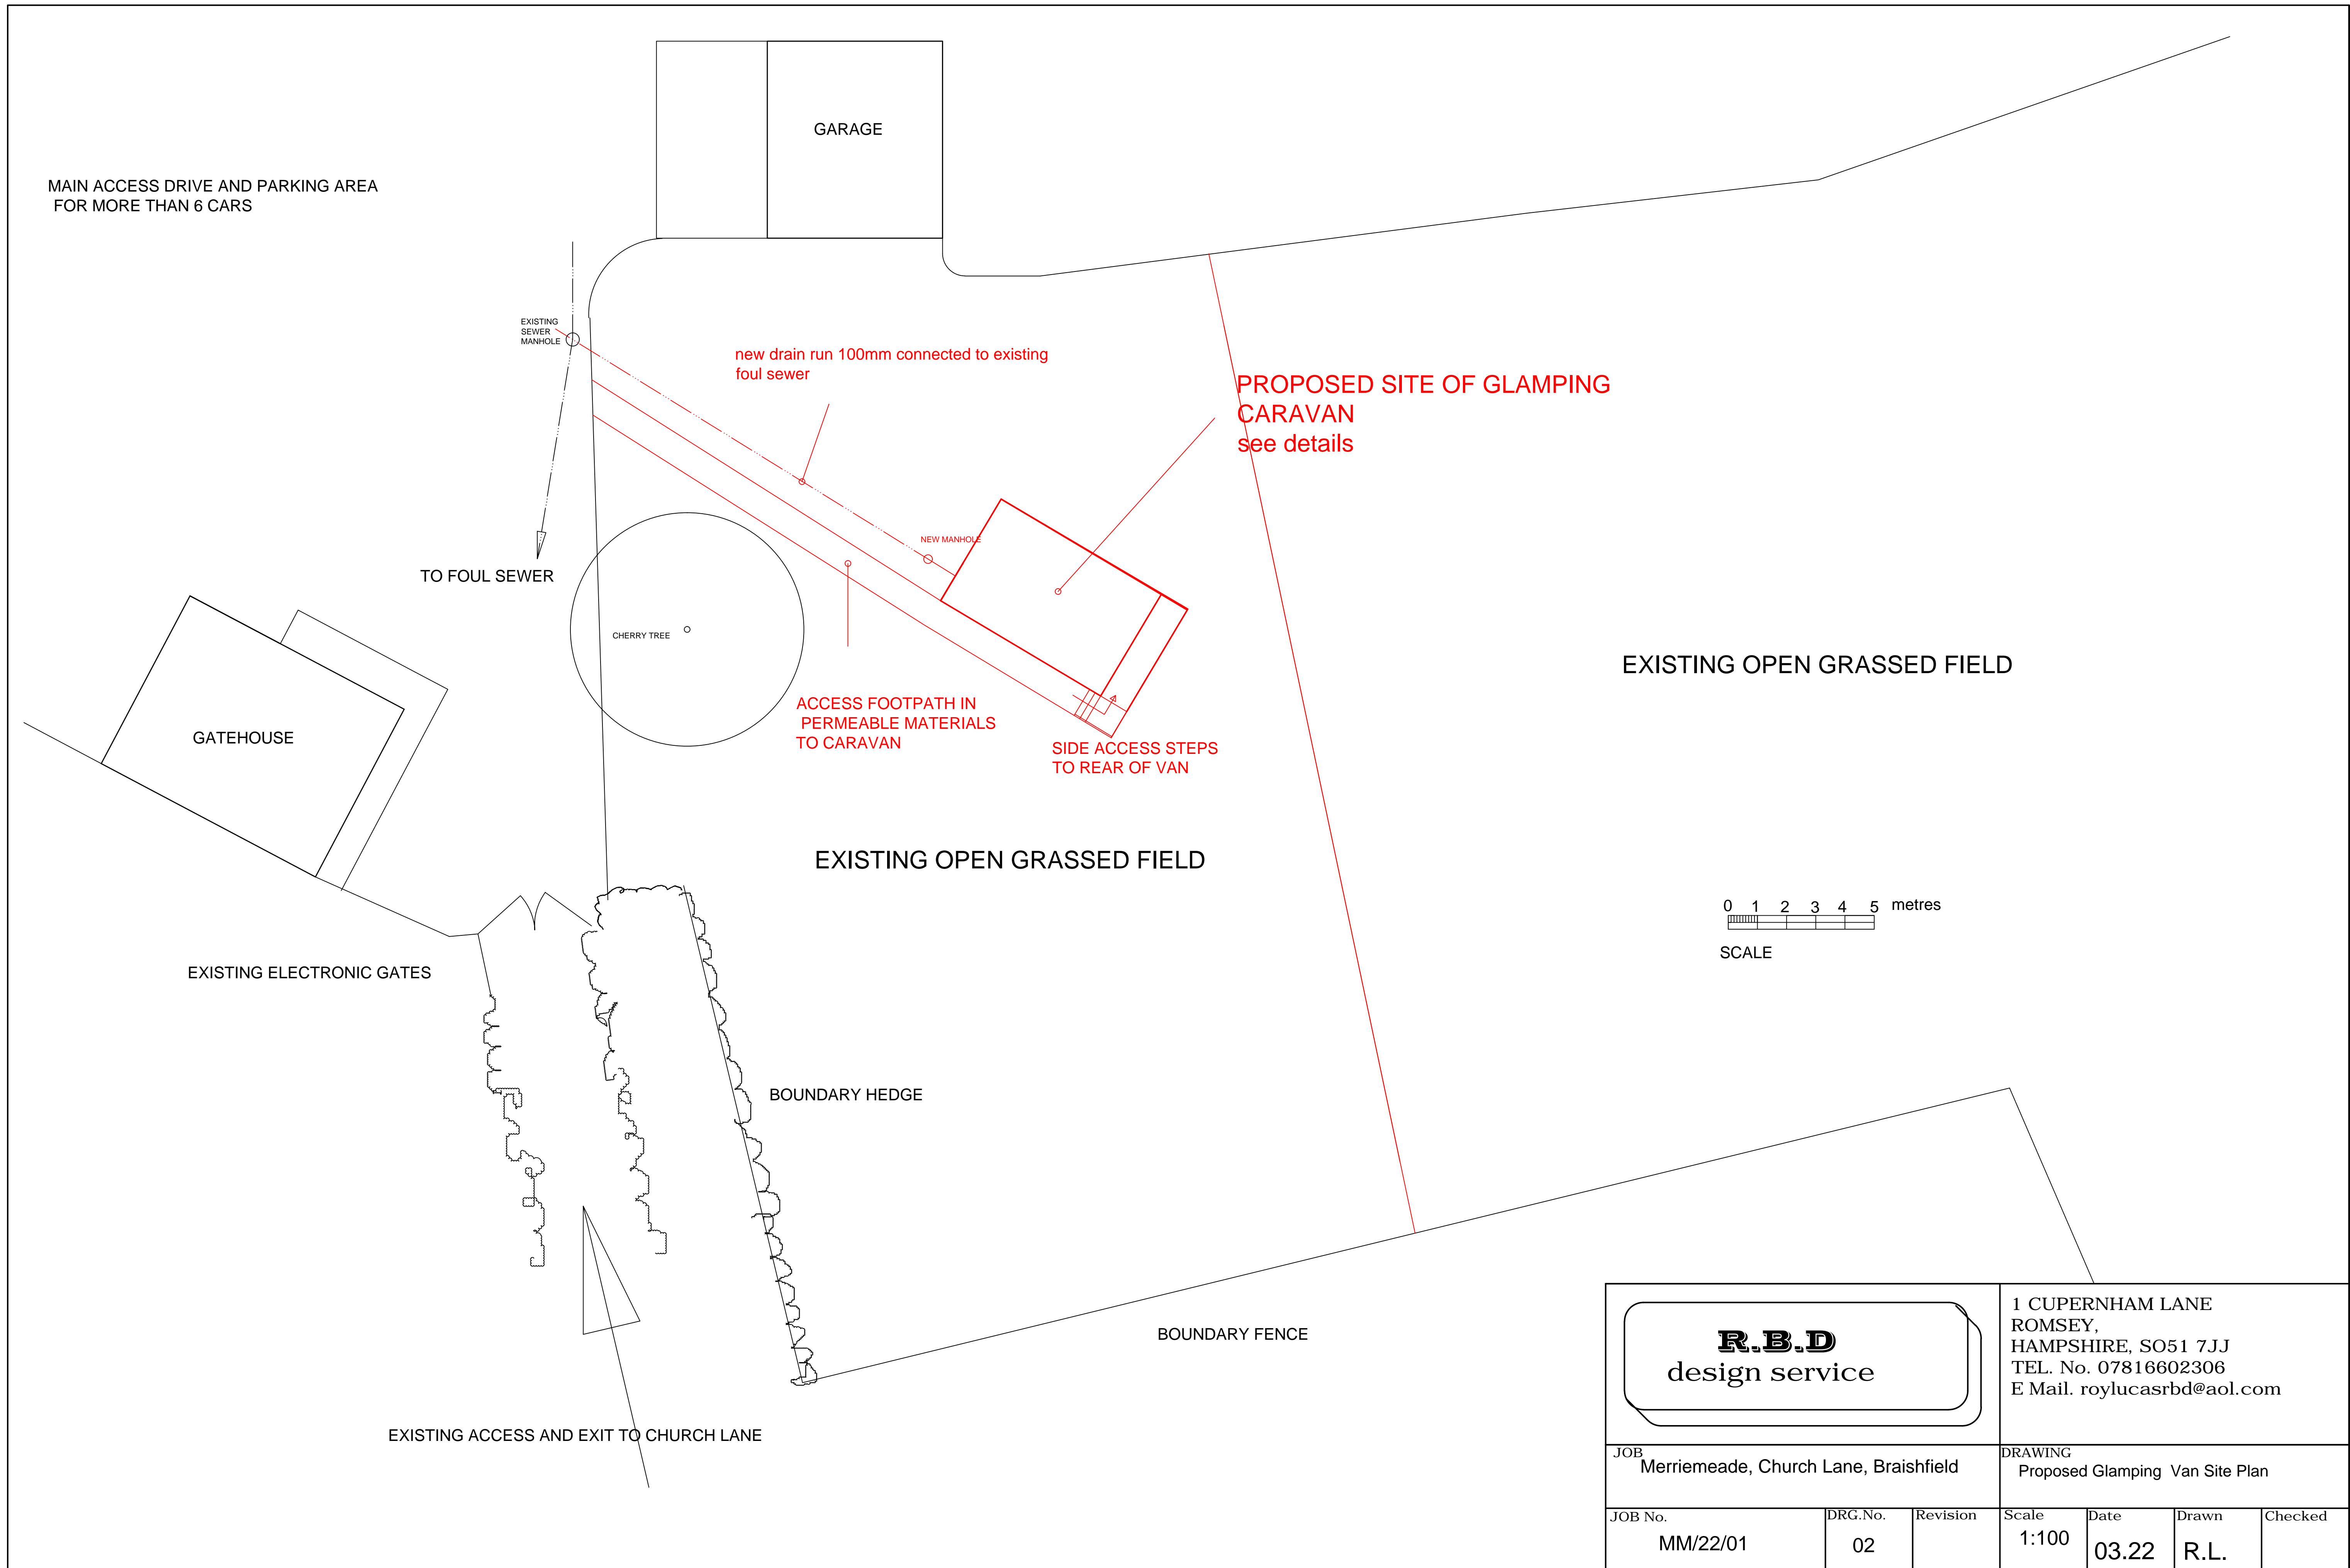 GARAGE
MAIN ACCESS DRIVE AND PARKING AREA
FOR MORE THAN 6 CARS
EXISTING
SEWER
MANHOLE
new drain run 100mm connected to existing
foul sewer
PROPOSED SITE OF GLAMPING
CARAVAN
see details
NEW MANHOLE
TO FOUL SEWER
CHERRY TREE
EXISTING OPEN GRASSED FIELD
ACCESS FOOTPATH IN
PERMEABLE MATERIALS
TO CARAVAN
GATEHOUSE
SIDE ACCESS STEPS
TO REAR OF VAN
EXISTING OPEN GRASSED FIELD
0 1 2 3 4 5 metres
SCALE
EXISTING ELECTRONIC GATES
BOUNDARY HEDGE
BOUNDARY FENCE
EXISTING ACCESS AND EXIT TO CHURCH LANE
R.B.D
design service
1 CUPERNHAM LANE
ROMSEY,
HAMPSHIRE, SO51 7JJ
TEL. No. 07816602306
E Mail. roylucasrbd@aol.com
JOB
Merriemeade, Church Lane, Braishfield
DRAWING
Proposed Glamping Van Site Plan
JOB No.
MM/22/01
DRG.No.
02
Revision
Scale
1:100
Date
03.22
Drawn
R.L.
Checked